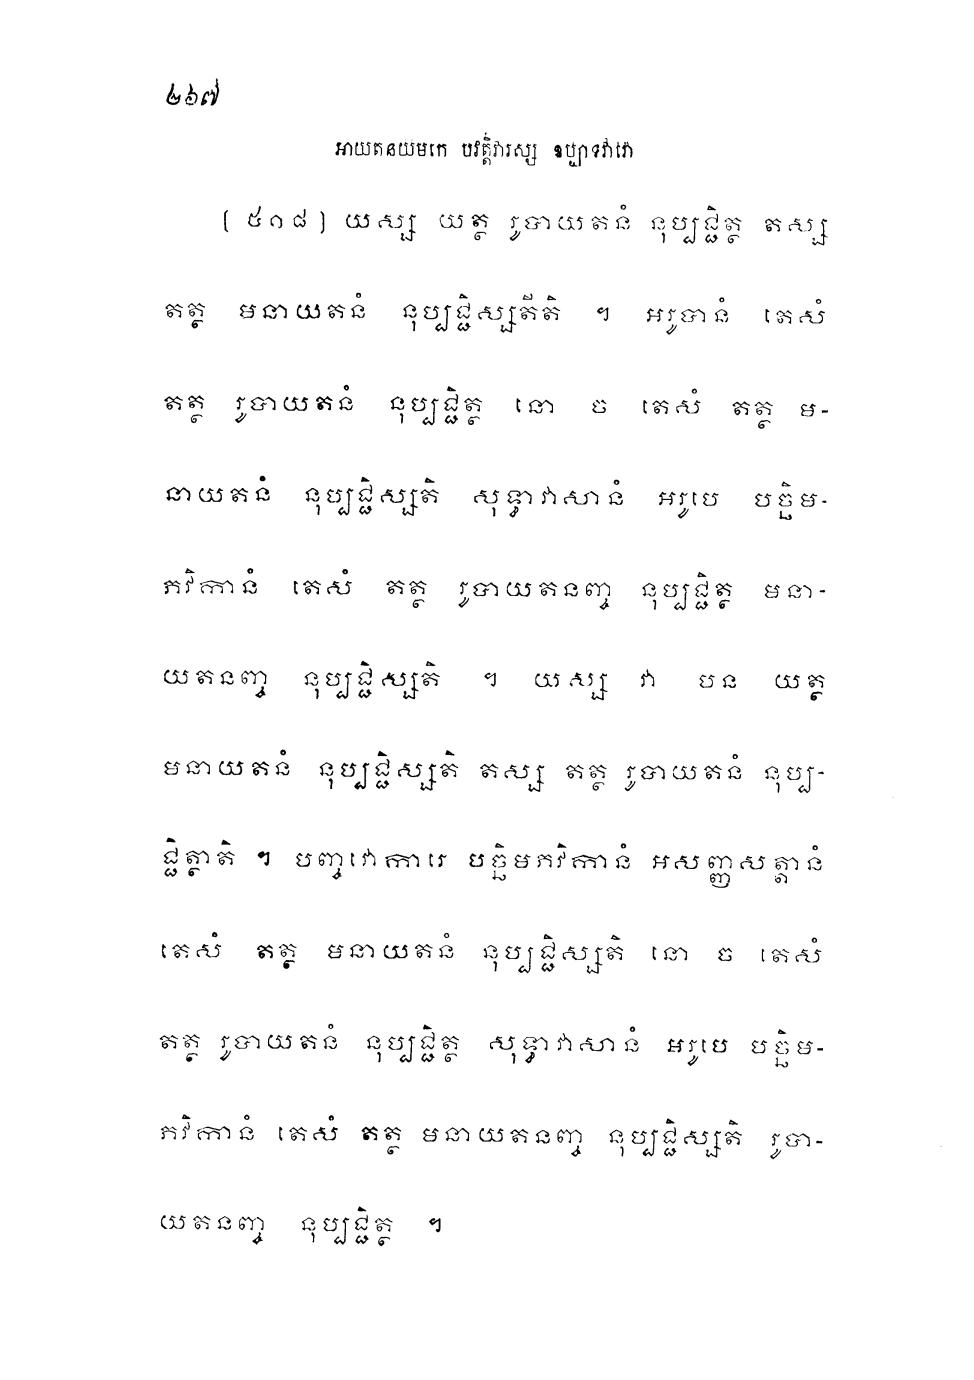 ២៦៧
អាយតនយមកេ បវត្តិវារស្ស ឧប្បាទវារោ
(៥១៨) យស្ស យត្ថ រូបាយតនំ នុប្បជ្ជិត្ថ តស្ស
តត្ថ មនាយតនំ នុប្បជ្ជិស្សតីតិ ។ អរូបានំ តេសំ
តត្ថ រូបាយតនំ នុប្បជ្ជិត្ថ នោ ច តេសំ តត្ថ ម-
នាយតនំ នុប្បជ្ជិស្សតិ សុទ្ធាវាសានំ អរូបេ បច្ឆិម-
ភវិកានំ តេសំ តត្ថ រូបាយតនញ្ច នុប្បជ្ជិត្ថ មនា-
យតនញ្ច នុប្បជ្ជិស្សតិ ។ យស្ស វា បន យត្ថ
មនាយតនំ នុប្បជ្ជិស្សតិ តស្ស តត្ថ រូបាយតនំ នុប្ប-
ជ្ជិត្ថាតិ ។ បញ្ចវោការេ បច្ឆិមភវិកានំ អសញ្ញសត្តានំ
តេសំ តត្ថ មនាយតនំ នុប្បជ្ជិស្សតិ នោ ច តេសំ
តត្ថ រូបាយតនំ នុប្បជ្ជិត្ថ សុទ្ធាវាសានំ អរូបេ បច្ឆិម-
ភវិកានំ តេសំ តត្ថ មនាយតនញ្ច នុប្បជ្ជិស្សតិ រូបា-
យតនញ្ច នុប្បជ្ជិត្ថ ។